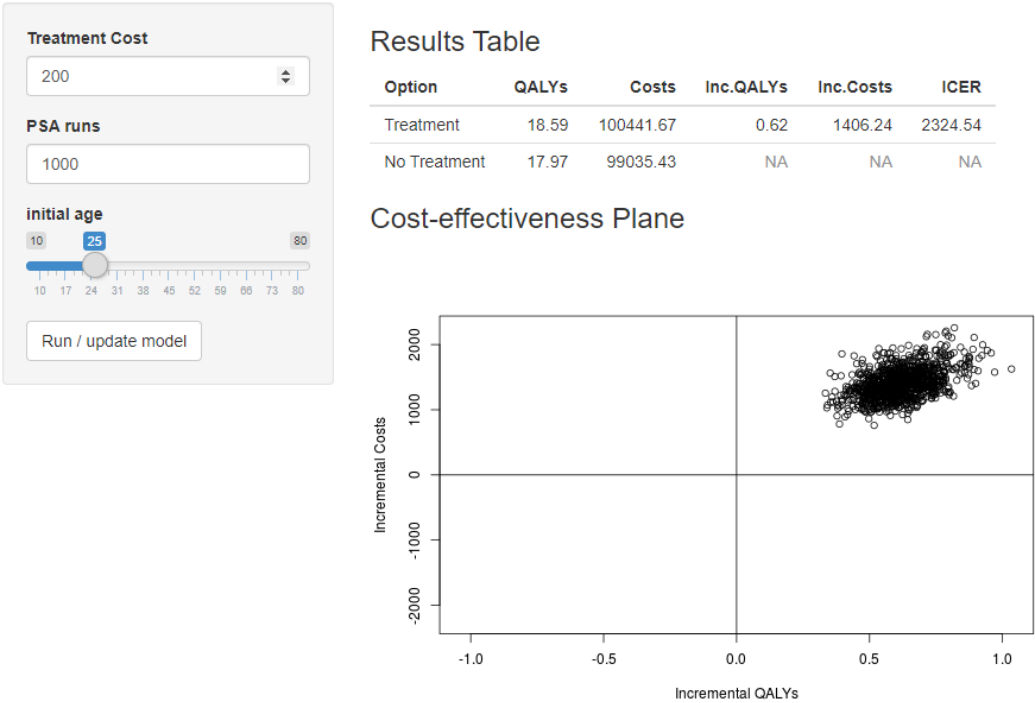 Treatment Cost
200
PSA runs
1000
initial age
10 25 80
10 17 24 31 38 45 52 59 66 73 80
Run / update model
Results Table
Option QALYs Costs Inc.QALYs Inc.Costs ICER
Treatment 18.59 100441.67 0.62 1406.24 2324.54
No Treatment 17.97 99035.43 NA NA NA
Cost-effectiveness Plane
Incremental Costs
2000
1000
0
-1000
-2000
-1.0 -0.5 0.0 0.5 1.0
Incremental QALYs